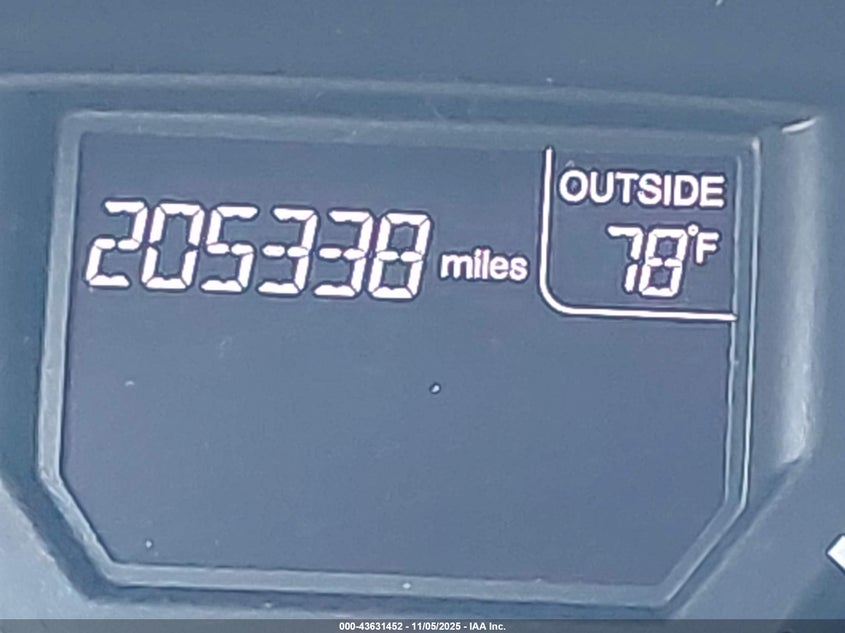 OUTSIDE
205338 miles
78°F
000-43631452 - 11/05/2025 - IAA Inc.